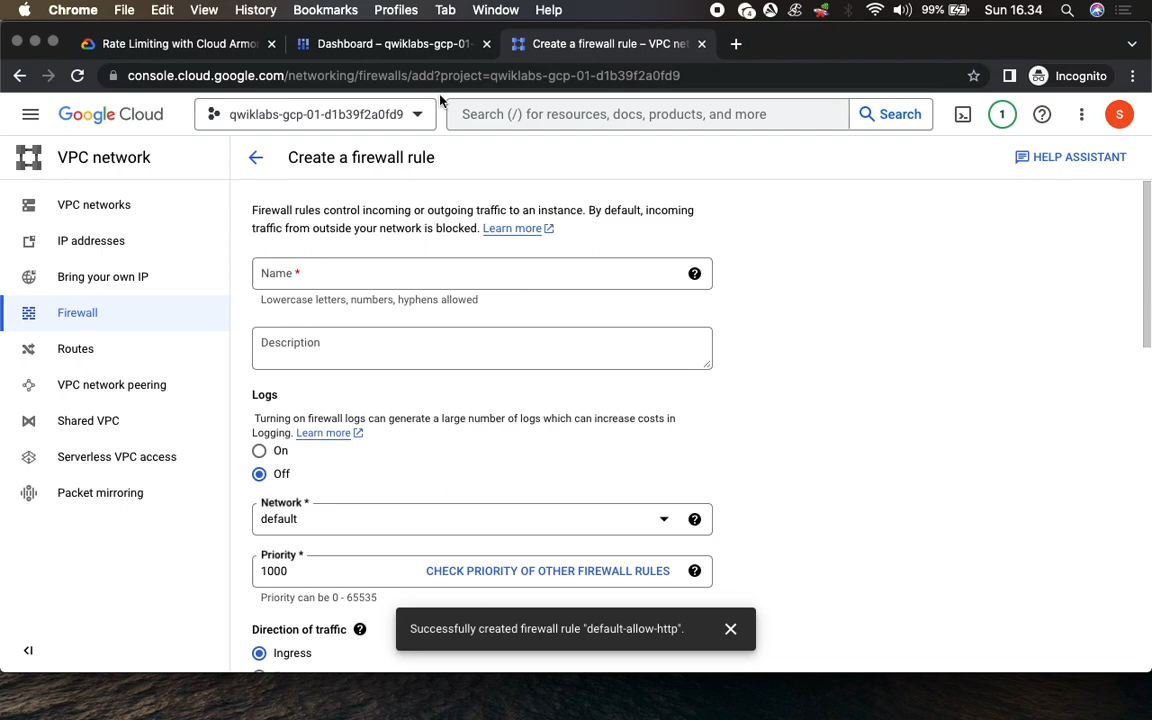 Chrome File Edit View History Bookmarks Profiles Tab Window Help 4 99% Sun 16.34
Rate Limiting with Cloud Armo Dashboard – qwiklabs-gcp-01- Create a firewall rule – VPC net
console.cloud.google.com/networking/firewalls/add?project=qwiklabs-gcp-01-d1b39f2a0fd9 Incognito
Google Cloud qwiklabs-gcp-01-d1b39f2a0fd9 Search (/) for resources, docs, products, and more Search 1 S
VPC network Create a firewall rule HELP ASSISTANT
VPC networks
IP addresses
Bring your own IP
Firewall
Routes
VPC network peering
Shared VPC
Serverless VPC access
Packet mirroring
Firewall rules control incoming or outgoing traffic to an instance. By default, incoming
traffic from outside your network is blocked. Learn more
Name *
Lowercase letters, numbers, hyphens allowed
Description
Logs
Turning on firewall logs can generate a large number of logs which can increase costs in
Logging. Learn more
On
Off
Network *
default
Priority *
1000 CHECK PRIORITY OF OTHER FIREWALL RULES
Priority can be 0 - 65535
Direction of traffic
Ingress
Successfully created firewall rule "default-allow-http".